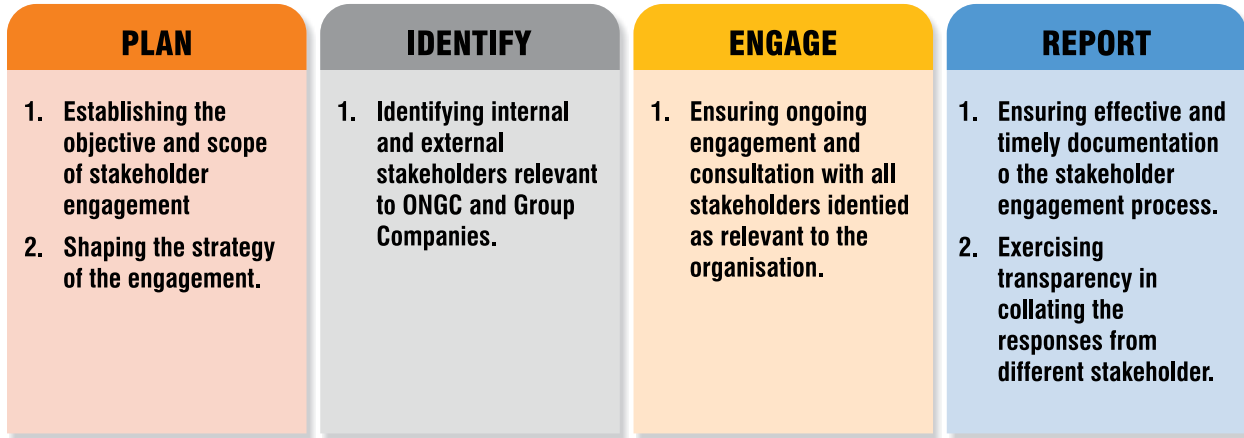 PLAN
1. Establishing the
objective and scope
of stakeholder
engagement
2. Shaping the strategy
of the engagement.
IDENTIFY
1. Identifying internal
and external
stakeholders relevant
to ONGC and Group
Companies.
ENGAGE
1. Ensuring ongoing
engagement and
consultation with all
stakeholders identied
as relevant to the
organisation.
REPORT
1. Ensuring effective and
timely documentation
o the stakeholder
engagement process.
2. Exercising
transparency in
collating the
responses from
different stakeholder.